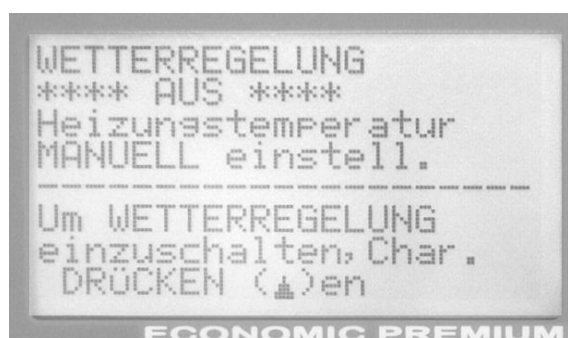 WETTERREGELUNG
**** AUS ****
Heizungstemperatur
MANUELL einstell.
--------------------------------
Um WETTERREGELUNG
einzuschalten, Char.
DRüCKEN (▲)en
ECONOMIC PREMIUM